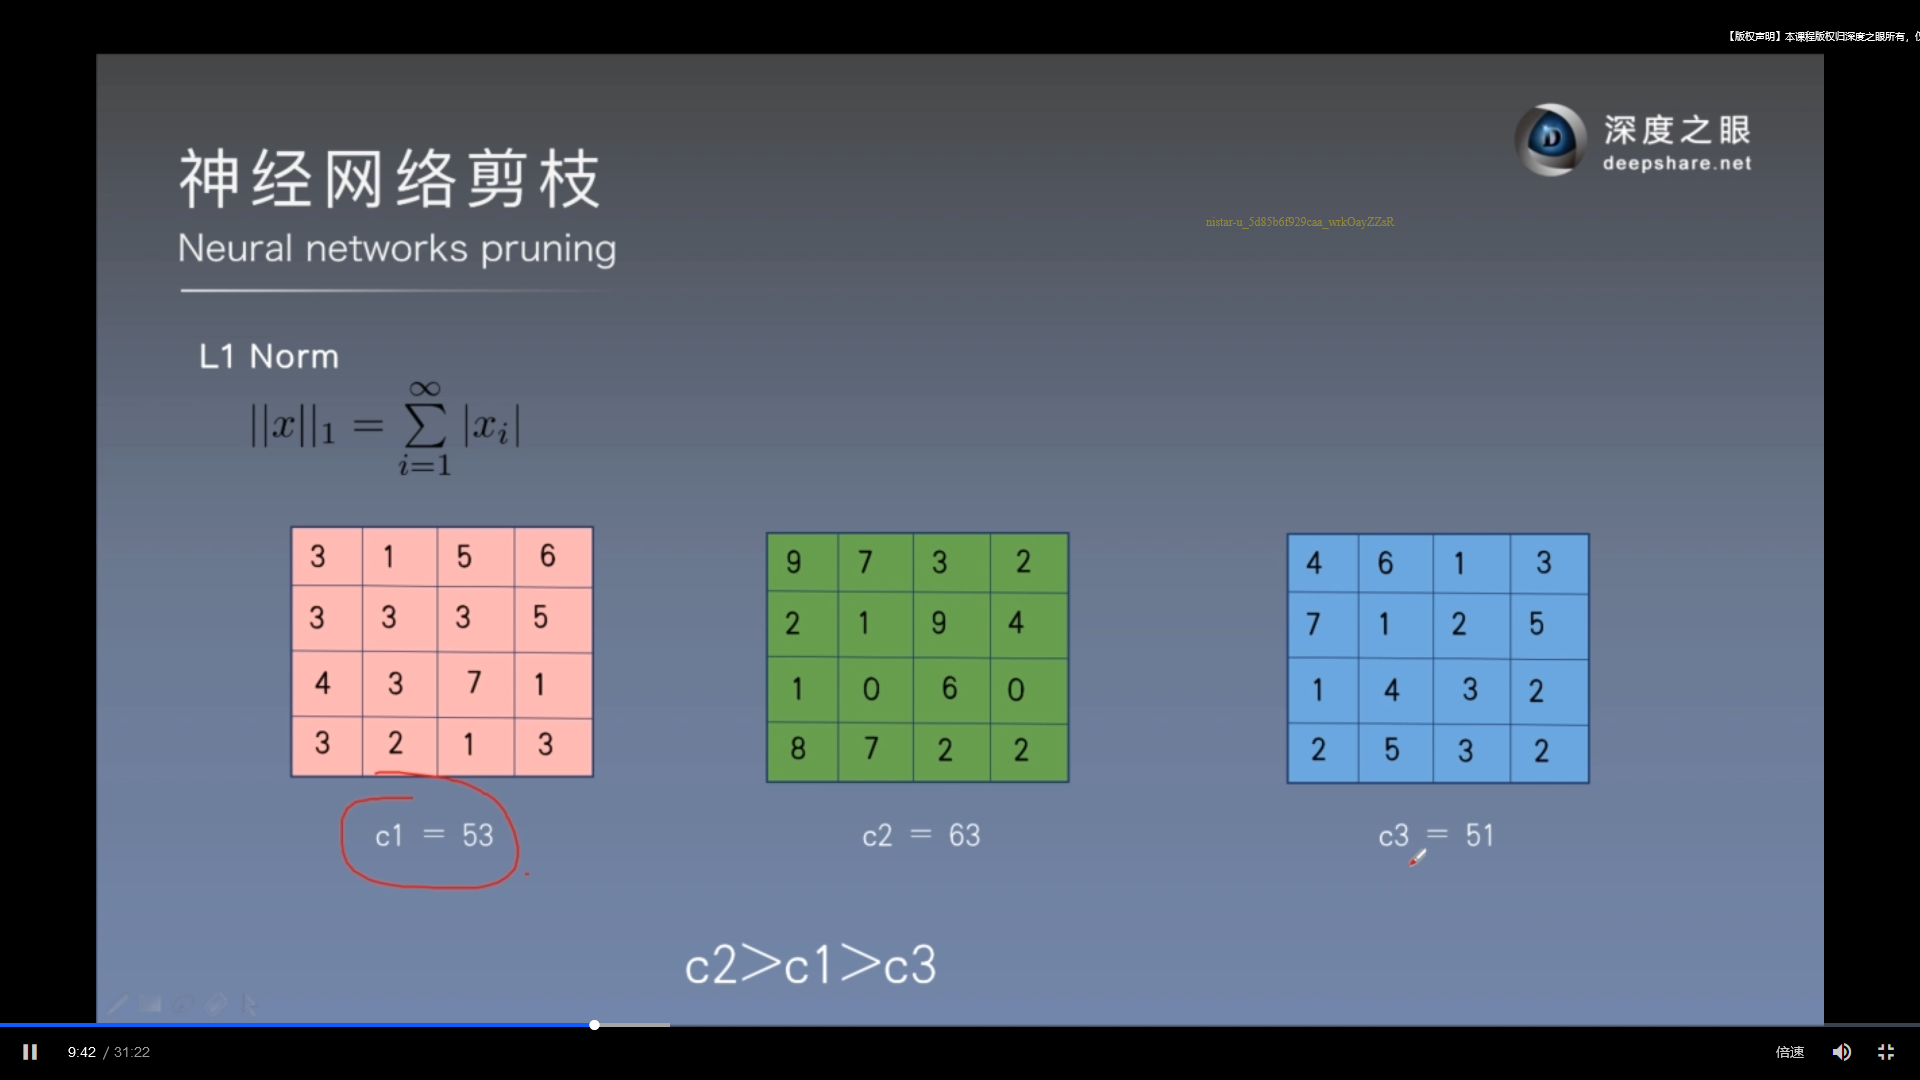 【版权声明】本课程版权归深度之眼所有，仅
深度之眼
deepshare.net
神经网络剪枝
nistar-u_5d85b6f929caa_wrkOayZZsR
Neural networks pruning
L1 Norm
||x||₁ = ∑_{i=1}^{∞} |xᵢ|
3 1 5 6
3 3 3 5
4 3 7 1
3 2 1 3
9 7 3 2
2 1 9 4
1 0 6 0
8 7 2 2
4 6 1 3
7 1 2 5
1 4 3 2
2 5 3 2
c1 = 53
c2 = 63
c3 = 51
c2>c1>c3
9:42 / 31:22
倍速